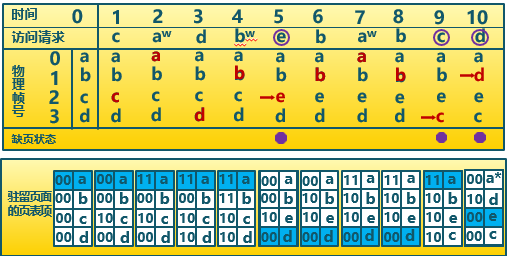 时间 0 1 2 3 4 5 6 7 8 9 10
访问请求 c aʷ d bʷ e b aʷ b c d
物理帧号
0 a a a a a a a a a a a
1 b b b b b b b b b b →d
2 c c c c c →e e e e e e
3 d d d d d d d d d →c c
缺页状态
驻留页面的页表项
00 a 00 a 11 a 11 a 11 a 00 a 00 a 11 a 11 a 11 a 00 a*
00 b 00 b 00 b 00 b 11 b 00 b 10 b 10 b 10 b 10 b 10 d
00 c 10 c 10 c 10 c 10 c 10 e 10 e 10 e 10 e 10 e 00 e
00 d 00 d 00 d 10 d 10 d 00 d 00 d 00 d 00 d 10 c 00 c